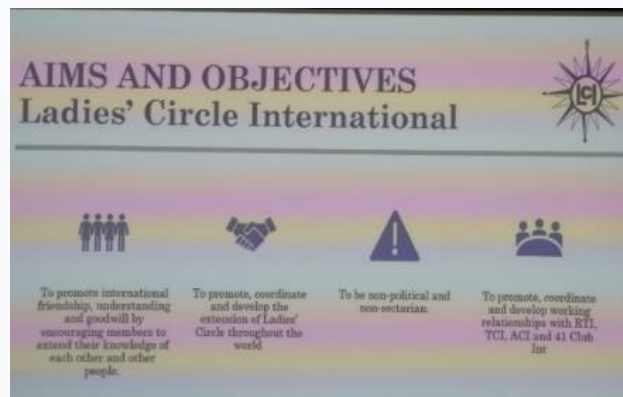 AIMS AND OBJECTIVES
Ladies' Circle International
LCI
To promote international
friendship, understanding
and goodwill by
encouraging members to
extend their knowledge of
each other and other
people.
To promote, coordinate
and develop the
extension of Ladies'
Circle throughout the
world
To be non-political and
non-sectarian
To promote, coordinate
and develop working
relationships with RTI,
TCI, ACI and 41 Club
Int